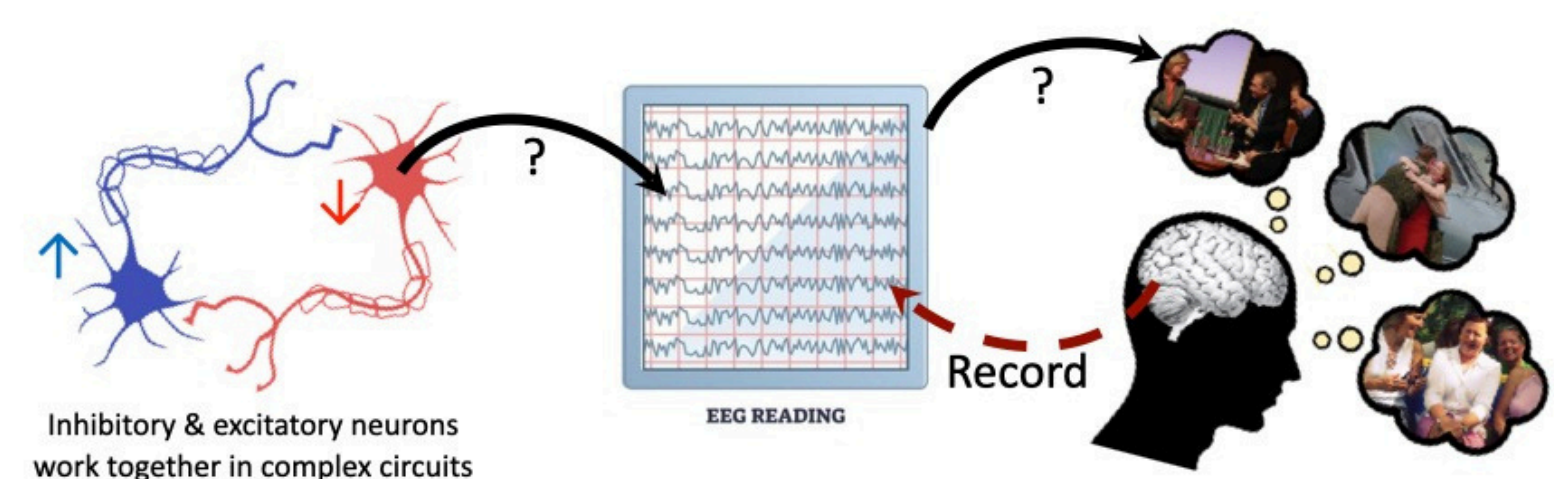 ?
?
Record
EEG READING
Inhibitory & excitatory neurons
work together in complex circuits